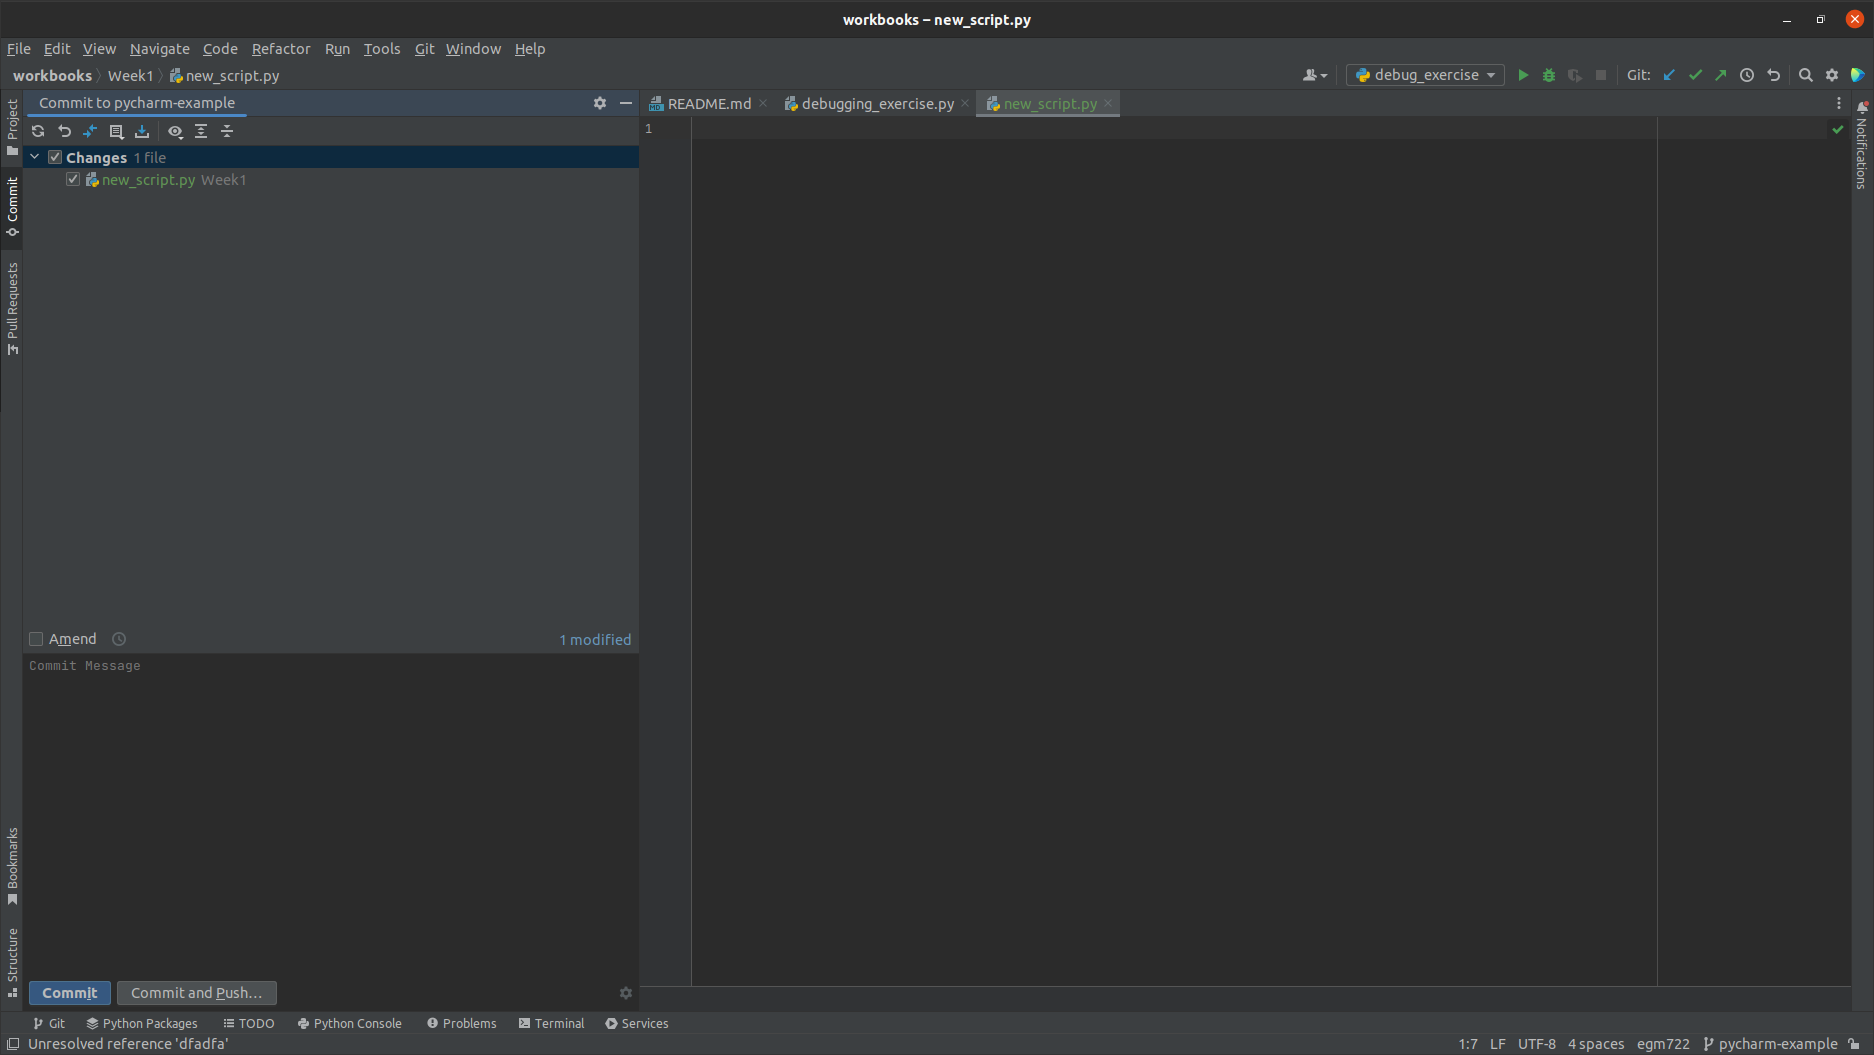 workbooks – new_script.py
File Edit View Navigate Code Refactor Run Tools Git Window Help
workbooks Week1 new_script.py
debug_exercise
Git:
Commit to pycharm-example
README.md
debugging_exercise.py
new_script.py
Project
Commit
Pull Requests
Bookmarks
Structure
Changes 1 file
new_script.py Week1
1
Notifications
Amend
1 modified
Commit Message
Commit
Commit and Push...
Git Python Packages TODO Python Console Problems Terminal Services
Unresolved reference 'dfadfa'
1:7 LF UTF-8 4 spaces egm722 pycharm-example